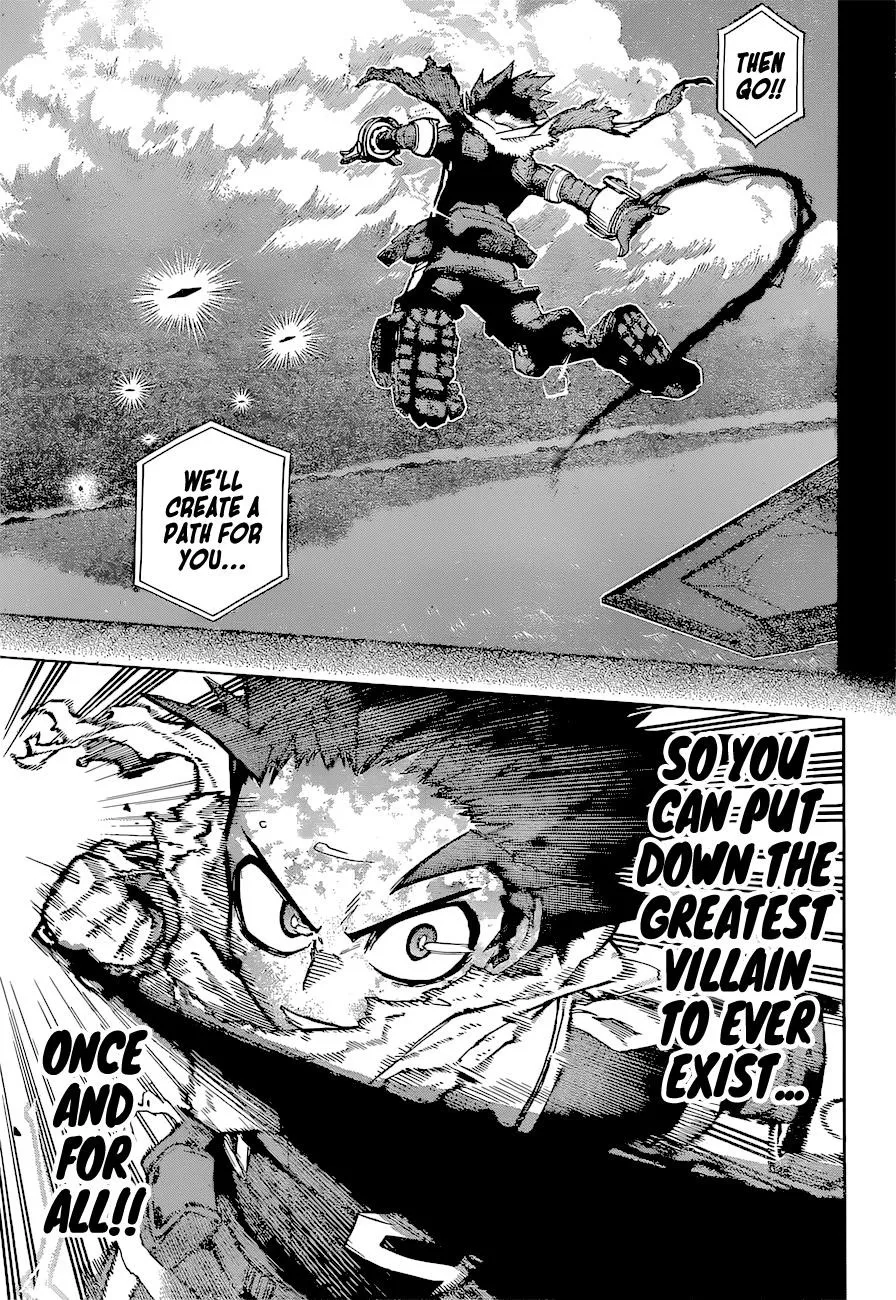 THEN
GO!!
WE'LL
CREATE A
PATH FOR
YOU...
SO YOU
CAN PUT
DOWN THE
GREATEST
VILLAIN
TO EVER
EXIST...
ONCE
AND
FOR
ALL!!